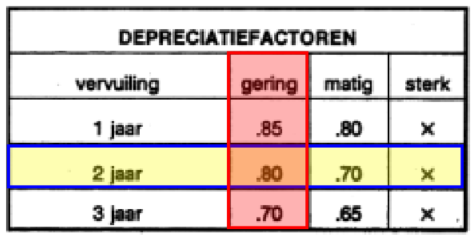 DEPRECIATIEFACTOREN
vervuiling gering matig sterk
1 jaar .85 .80 ×
2 jaar .80 .70 ×
3 jaar .70 .65 ×